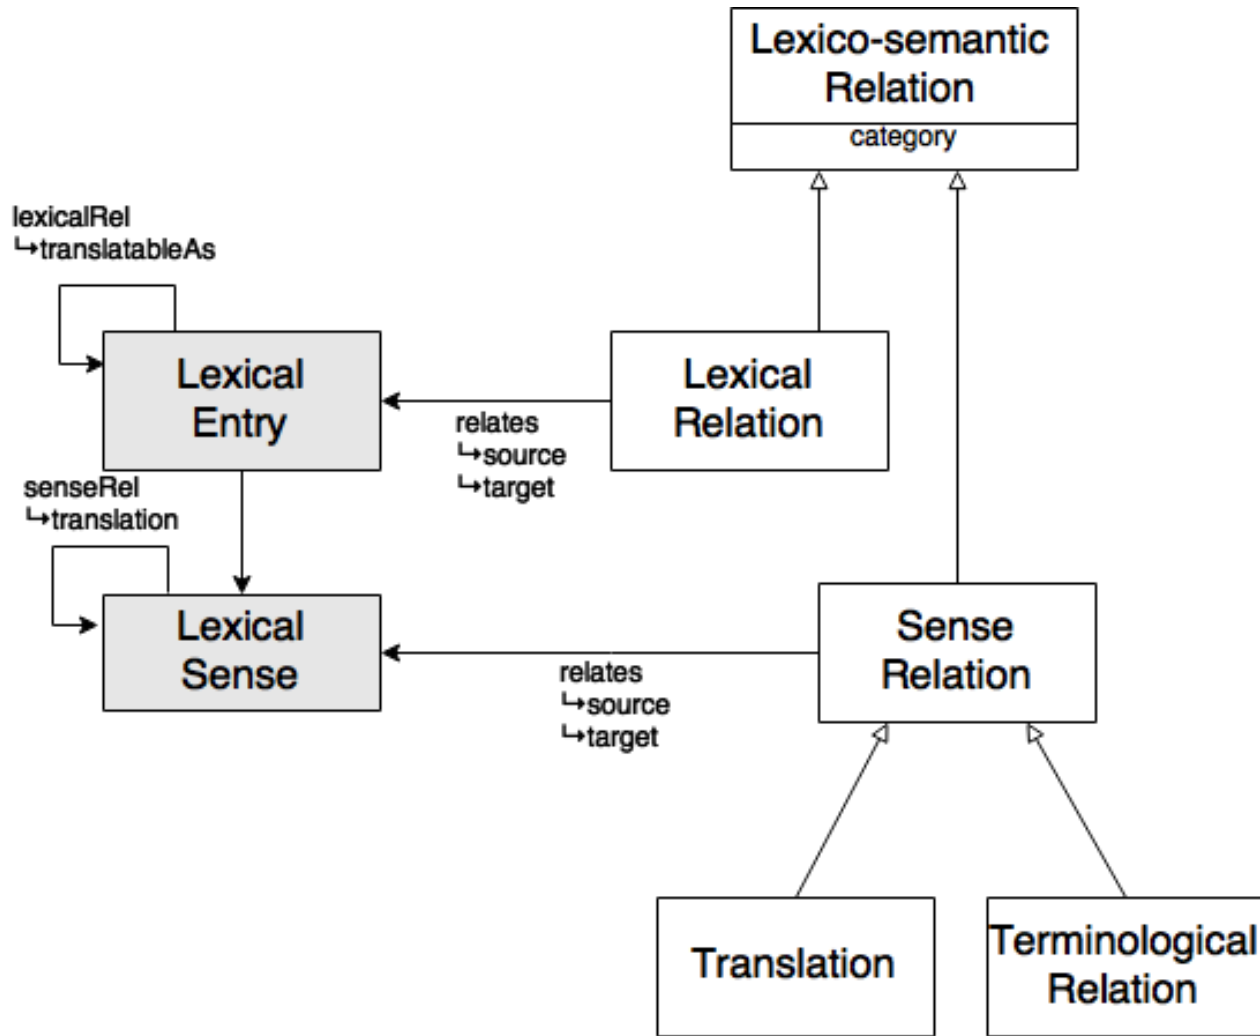 Lexico-semantic
Relation
category
lexicalRel
↳translatableAs
Lexical
Entry
relates
↳source
↳target
Lexical
Relation
senseRel
↳translation
Lexical
Sense
relates
↳source
↳target
Sense
Relation
Translation
Terminological
Relation